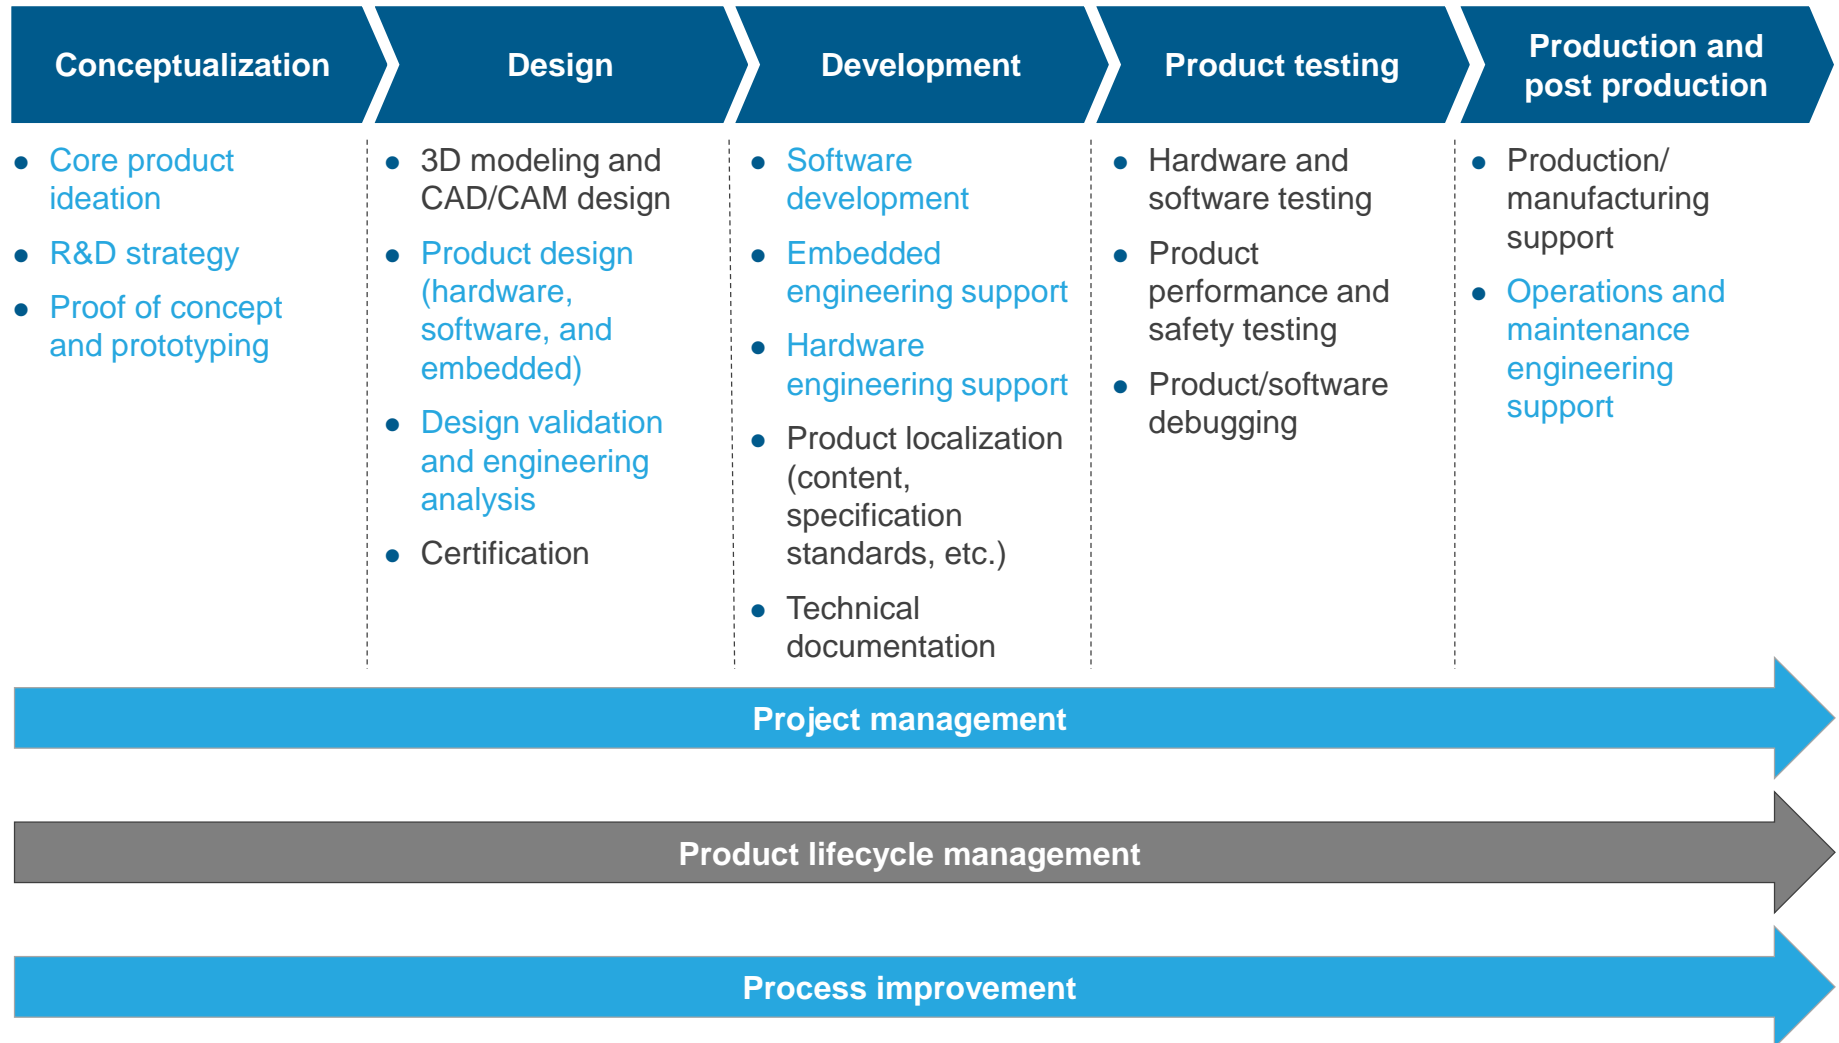 Conceptualization
Design
Development
Product testing
Production and
post production
● Core product
ideation
● R&D strategy
● Proof of concept
and prototyping
● 3D modeling and
CAD/CAM design
● Product design
(hardware,
software, and
embedded)
● Design validation
and engineering
analysis
● Certification
● Software
development
● Embedded
engineering support
● Hardware
engineering support
● Product localization
(content,
specification
standards, etc.)
● Technical
documentation
● Hardware and
software testing
● Product
performance and
safety testing
● Product/software
debugging
● Production/
manufacturing
support
● Operations and
maintenance
engineering
support
Project management
Product lifecycle management
Process improvement